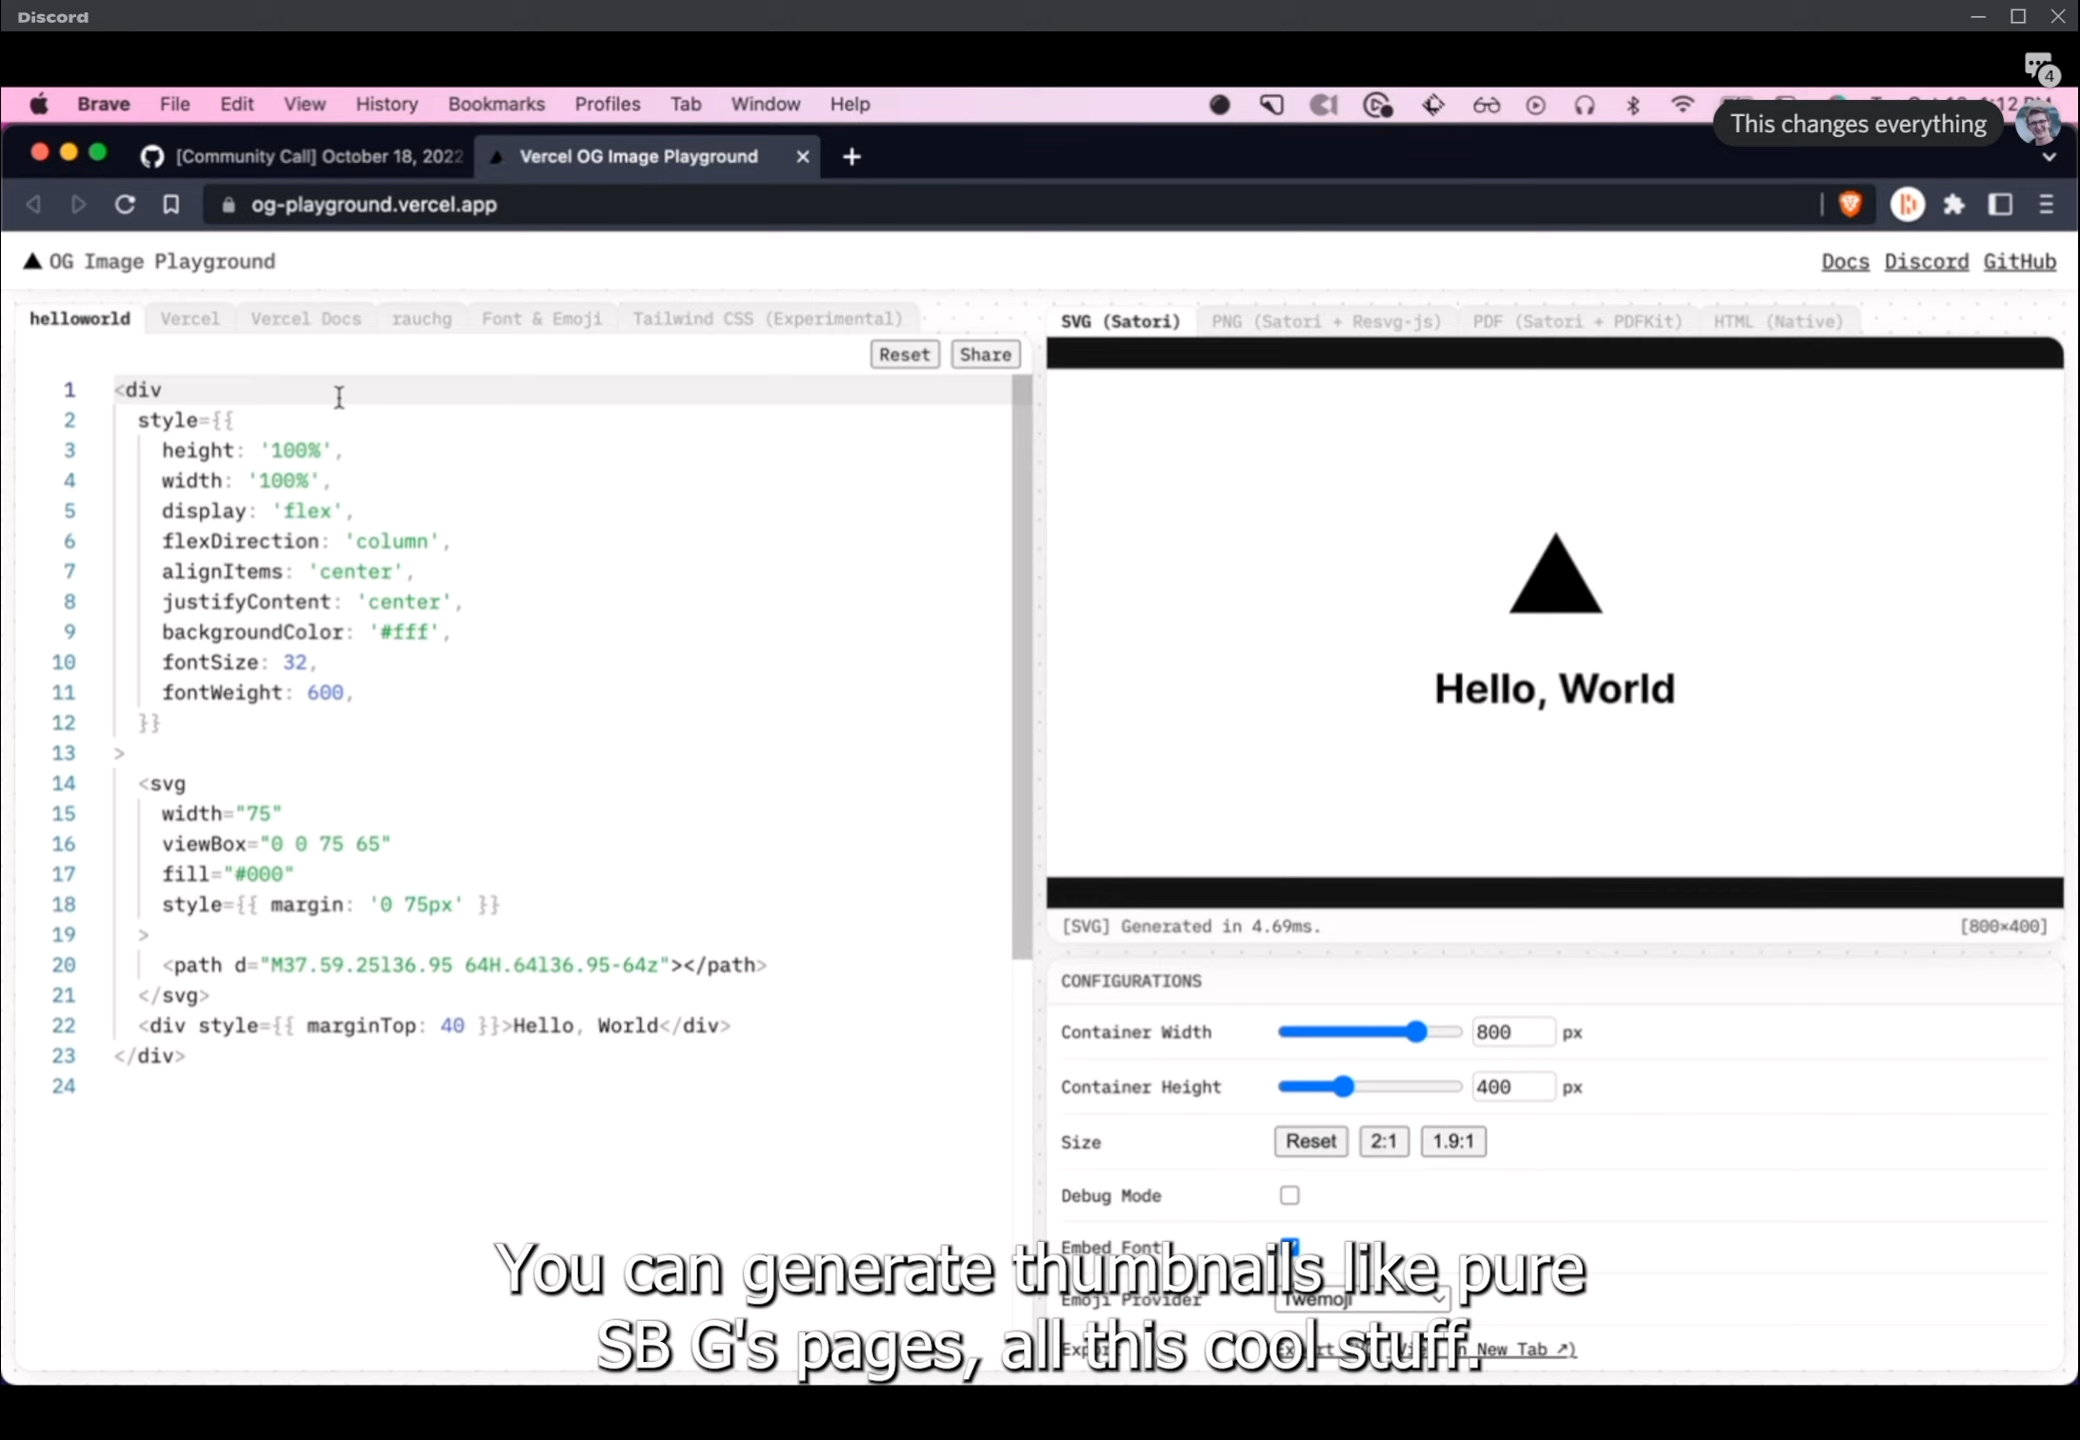 Discord
4
Brave File Edit View History Bookmarks Profiles Tab Window Help
This changes everything
[Community Call] October 18, 2022
Vercel OG Image Playground
og-playground.vercel.app
OG Image Playground
Docs Discord GitHub
helloworld Vercel Vercel Docs rauchg Font & Emoji Tailwind CSS (Experimental)
Reset Share
1 <div
2 style={{
3 height: '100%',
4 width: '100%',
5 display: 'flex',
6 flexDirection: 'column',
7 alignItems: 'center',
8 justifyContent: 'center',
9 backgroundColor: '#fff',
10 fontSize: 32,
11 fontWeight: 600,
12 }}
13 >
14 <svg
15 width="75"
16 viewBox="0 0 75 65"
17 fill="#000"
18 style={{ margin: '0 75px' }}
19 >
20 <path d="M37.59.25l36.95 64H.64l36.95-64z"></path>
21 </svg>
22 <div style={{ marginTop: 40 }}>Hello, World</div>
23 </div>
24
SVG (Satori) PNG (Satori + Resvg-js) PDF (Satori + PDFKit) HTML (Native)
Hello, World
[SVG] Generated in 4.69ms. [800×400]
CONFIGURATIONS
Container Width 800 px
Container Height 400 px
Size Reset 2:1 1.9:1
Debug Mode
Embed Font
Emoji Provider Twemoji
New Tab ↗)
You can generate thumbnails like pure
SB G's pages, all this cool stuff.